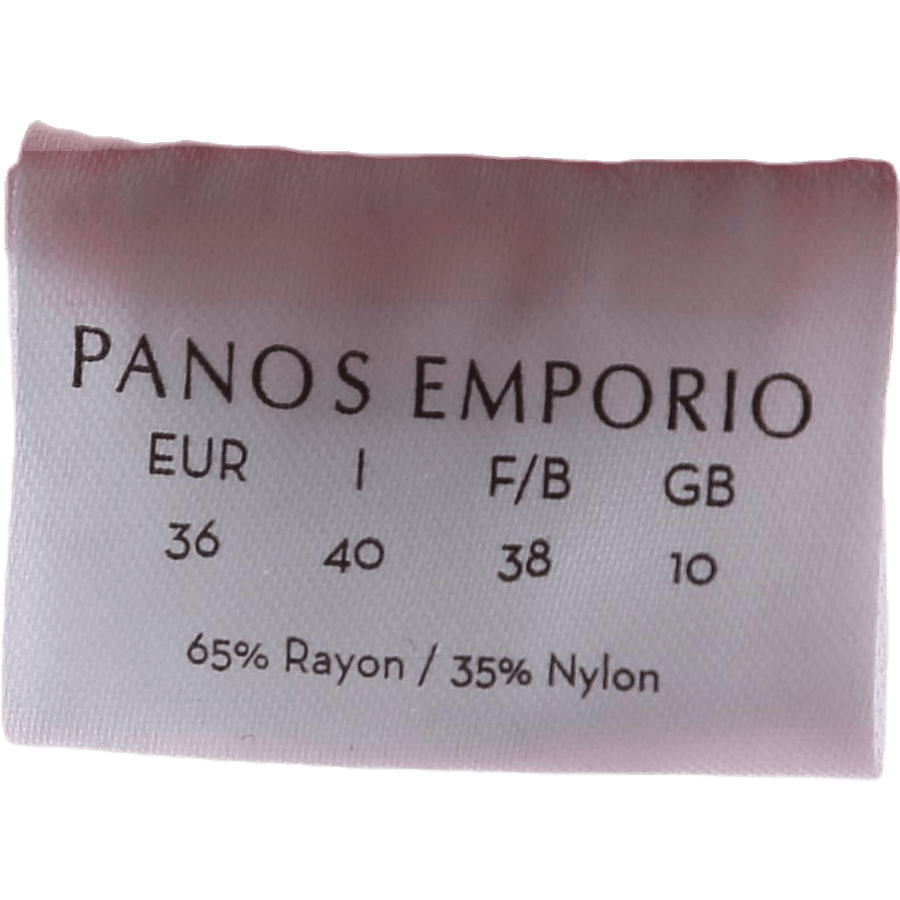 PANOS EMPORIO
EUR I F/B GB
36 40 38 10
65% Rayon / 35% Nylon